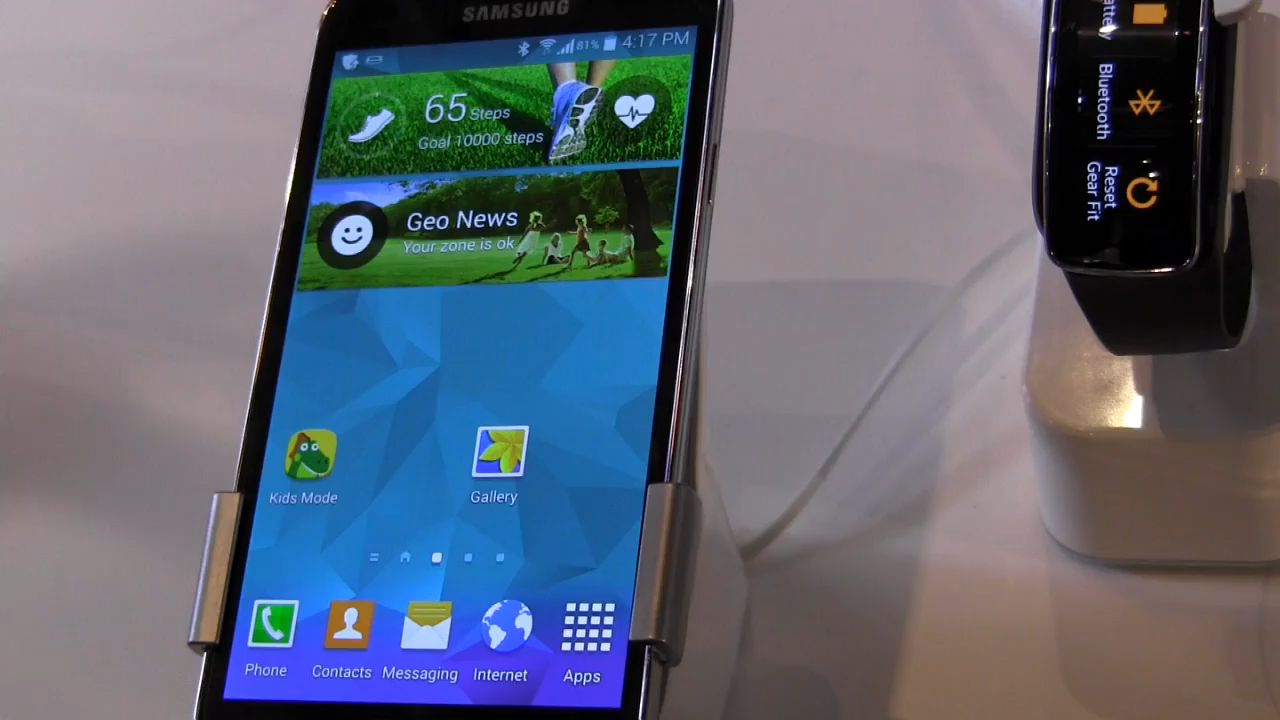 SAMSUNG
81% 4:17 PM
65 Steps
Goal 10000 steps
Geo News
Your zone is ok
Kids Mode
Gallery
Phone
Contacts
Messaging
Internet
Apps
Bluetooth
Reset
Gear Fit